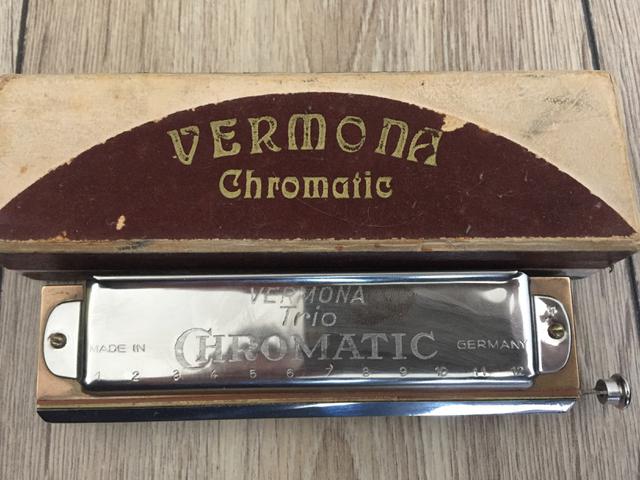 VERMONA
Chromatic
VERMONA
Trio
MADE IN CHROMATIC GERMANY
1 2 3 4 5 6 7 8 9 10 11 12